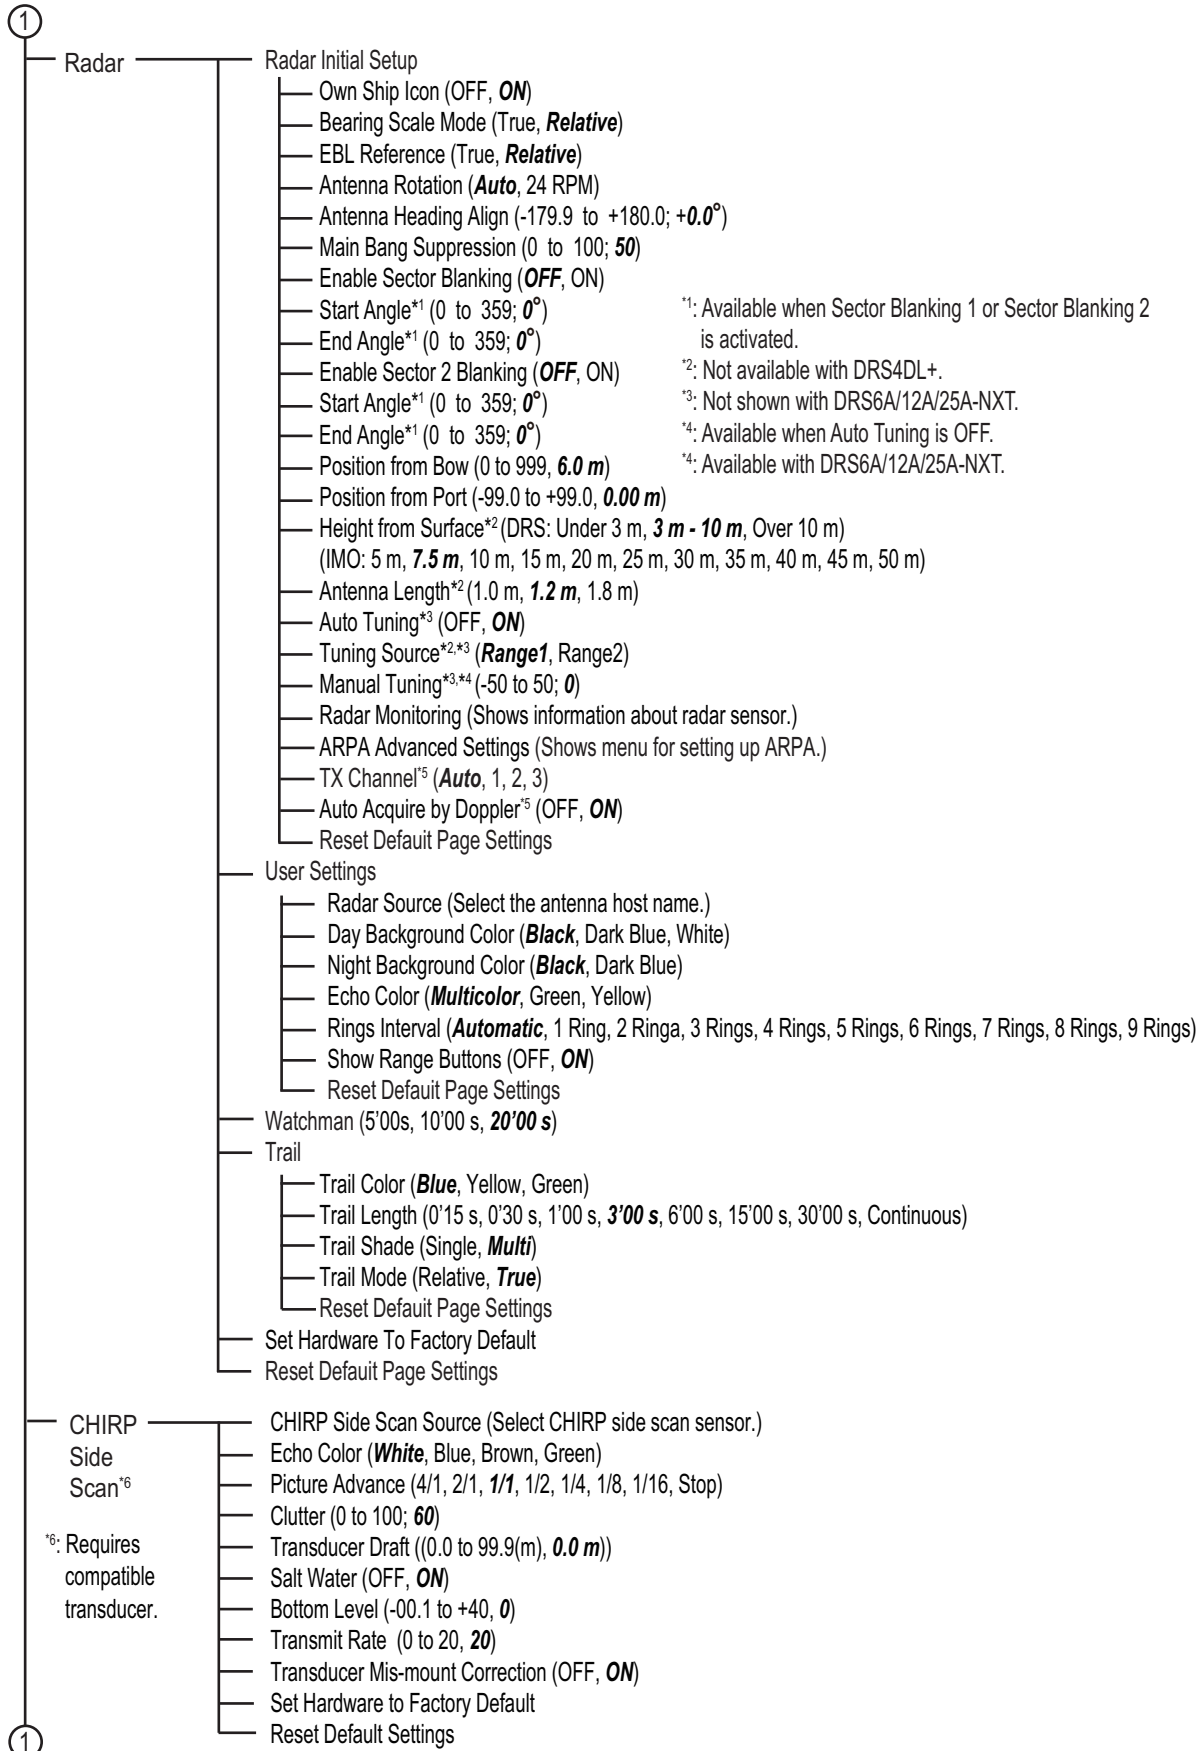 1
Radar
Radar Initial Setup
Own Ship Icon (OFF, ON)
Bearing Scale Mode (True, Relative)
EBL Reference (True, Relative)
Antenna Rotation (Auto, 24 RPM)
Antenna Heading Align (-179.9 to +180.0; +0.0°)
Main Bang Suppression (0 to 100; 50)
Enable Sector Blanking (OFF, ON)
Start Angle*1 (0 to 359; 0°)
End Angle*1 (0 to 359; 0°)
Enable Sector 2 Blanking (OFF, ON)
Start Angle*1 (0 to 359; 0°)
End Angle*1 (0 to 359; 0°)
Position from Bow (0 to 999, 6.0 m)
*1: Available when Sector Blanking 1 or Sector Blanking 2
is activated.
*2: Not available with DRS4DL+.
*3: Not shown with DRS6A/12A/25A-NXT.
*4: Available when Auto Tuning is OFF.
*4: Available with DRS6A/12A/25A-NXT.
Position from Port (-99.0 to +99.0, 0.00 m)
Height from Surface*2 (DRS: Under 3 m, 3 m - 10 m, Over 10 m)
(IMO: 5 m, 7.5 m, 10 m, 15 m, 20 m, 25 m, 30 m, 35 m, 40 m, 45 m, 50 m)
Antenna Length*2 (1.0 m, 1.2 m, 1.8 m)
Auto Tuning*3 (OFF, ON)
Tuning Source*2,*3 (Range1, Range2)
Manual Tuning*3,*4 (-50 to 50; 0)
Radar Monitoring (Shows information about radar sensor.)
ARPA Advanced Settings (Shows menu for setting up ARPA.)
TX Channel*5 (Auto, 1, 2, 3)
Auto Acquire by Doppler*5 (OFF, ON)
Reset Defauit Page Settings
User Settings
Radar Source (Select the antenna host name.)
Day Background Color (Black, Dark Blue, White)
Night Background Color (Black, Dark Blue)
Echo Color (Multicolor, Green, Yellow)
Rings Interval (Automatic, 1 Ring, 2 Ringa, 3 Rings, 4 Rings, 5 Rings, 6 Rings, 7 Rings, 8 Rings, 9 Rings)
Show Range Buttons (OFF, ON)
Reset Defauit Page Settings
Watchman (5'00s, 10'00 s, 20'00 s)
Trail
Trail Color (Blue, Yellow, Green)
Trail Length (0'15 s, 0'30 s, 1'00 s, 3'00 s, 6'00 s, 15'00 s, 30'00 s, Continuous)
Trail Shade (Single, Multi)
Trail Mode (Relative, True)
Reset Defauit Page Settings
Set Hardware To Factory Default
Reset Defauit Page Settings
CHIRP
Side
Scan*6
*6: Requires
compatible
transducer.
CHIRP Side Scan Source (Select CHIRP side scan sensor.)
Echo Color (White, Blue, Brown, Green)
Picture Advance (4/1, 2/1, 1/1, 1/2, 1/4, 1/8, 1/16, Stop)
Clutter (0 to 100; 60)
Transducer Draft ((0.0 to 99.9(m), 0.0 m))
Salt Water (OFF, ON)
Bottom Level (-00.1 to +40, 0)
Transmit Rate (0 to 20, 20)
Transducer Mis-mount Correction (OFF, ON)
Set Hardware to Factory Default
Reset Default Settings
1